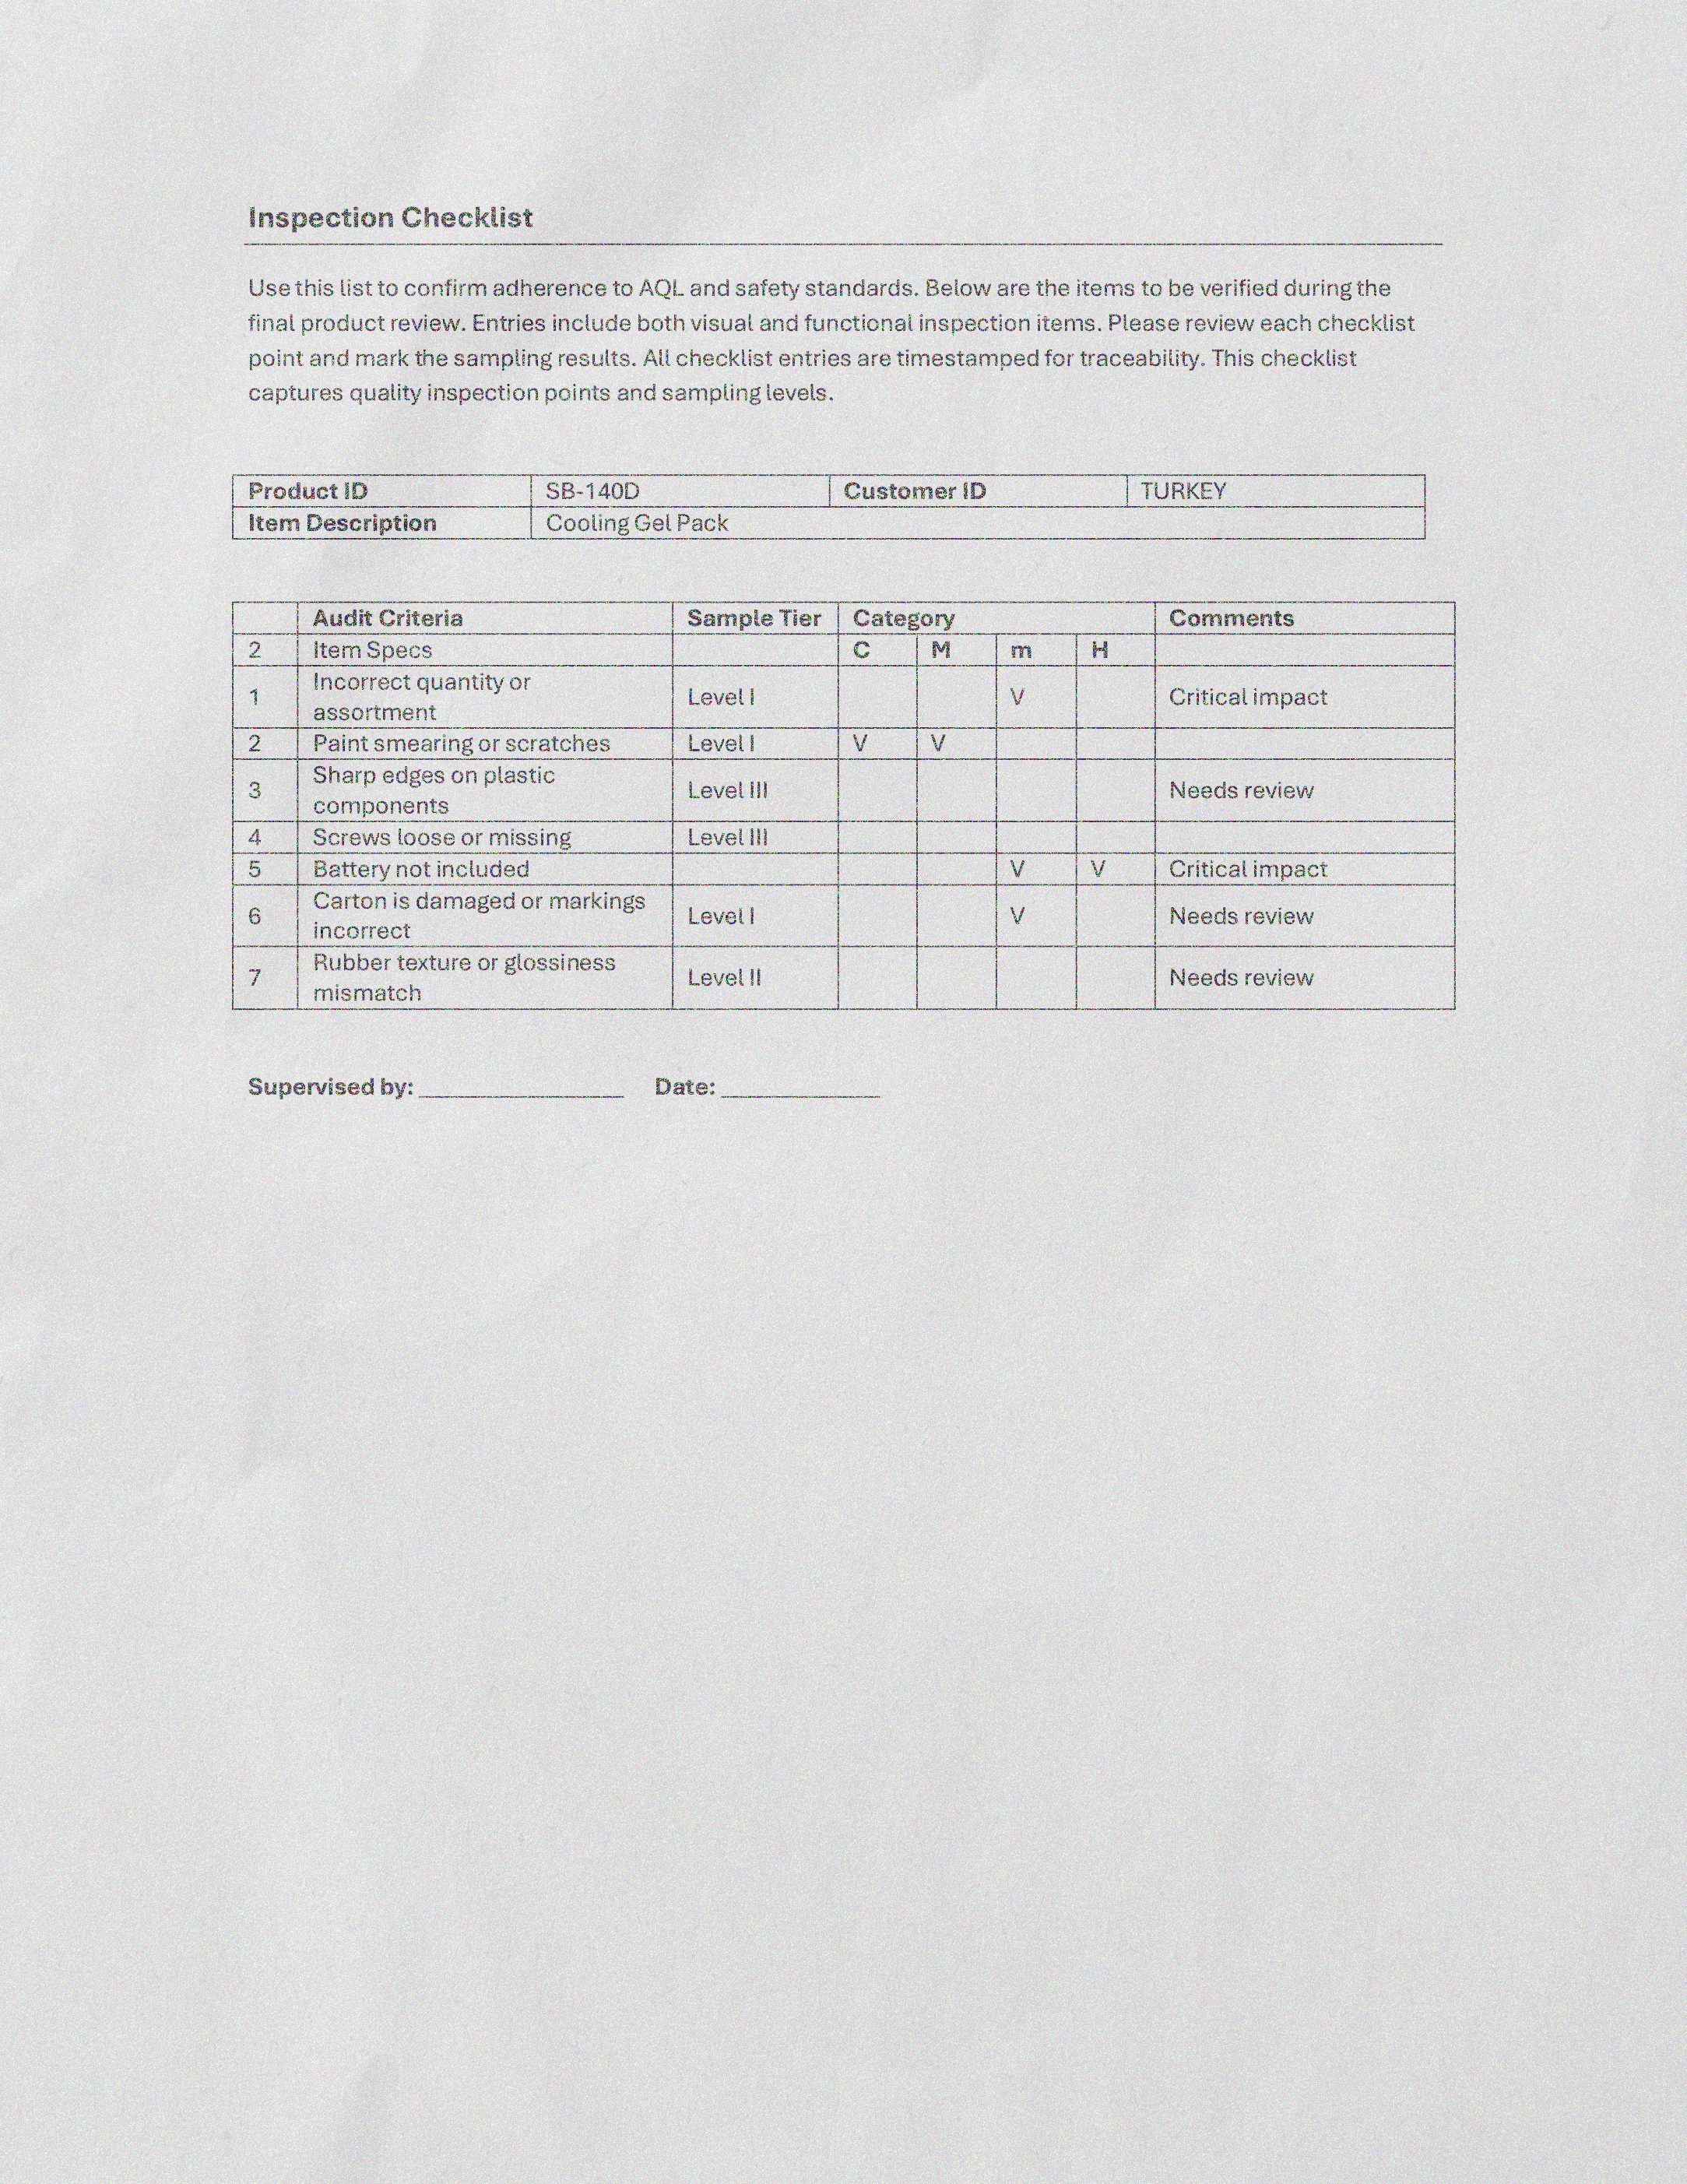 Inspection Checklist
Use this list to confirm adherence to AQL and safety standards. Below are the items to be verified during the
final product review. Entries include both visual and functional inspection items. Please review each checklist
point and mark the sampling results. All checklist entries are timestamped for traceability. This checklist
captures quality inspection points and sampling levels.
Product ID SB-140D Customer ID TURKEY
Item Description Cooling Gel Pack
Audit Criteria Sample Tier Category Comments
2 Item Specs C M m H
1 Incorrect quantity or
assortment Level I V Critical impact
2 Paint smearing or scratches Level I V V
3 Sharp edges on plastic
components Level III Needs review
4 Screws loose or missing Level III
5 Battery not included V V Critical impact
6 Carton is damaged or markings
incorrect Level I V Needs review
7 Rubber texture or glossiness
mismatch Level II Needs review
Supervised by: _________________ Date: _____________